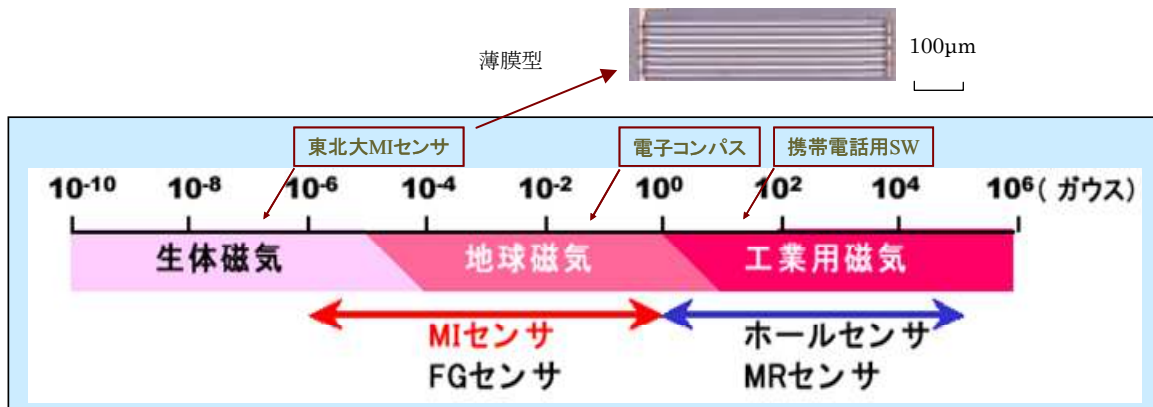 薄膜型
100μm
東北大MIセンサ
電子コンパス
携帯電話用SW
10-10 10-8 10-6 10-4 10-2 100 102 104 106 ( ガウス )
生体磁気 地球磁気 工業用磁気
MIセンサ ホールセンサ
FGセンサ MRセンサ